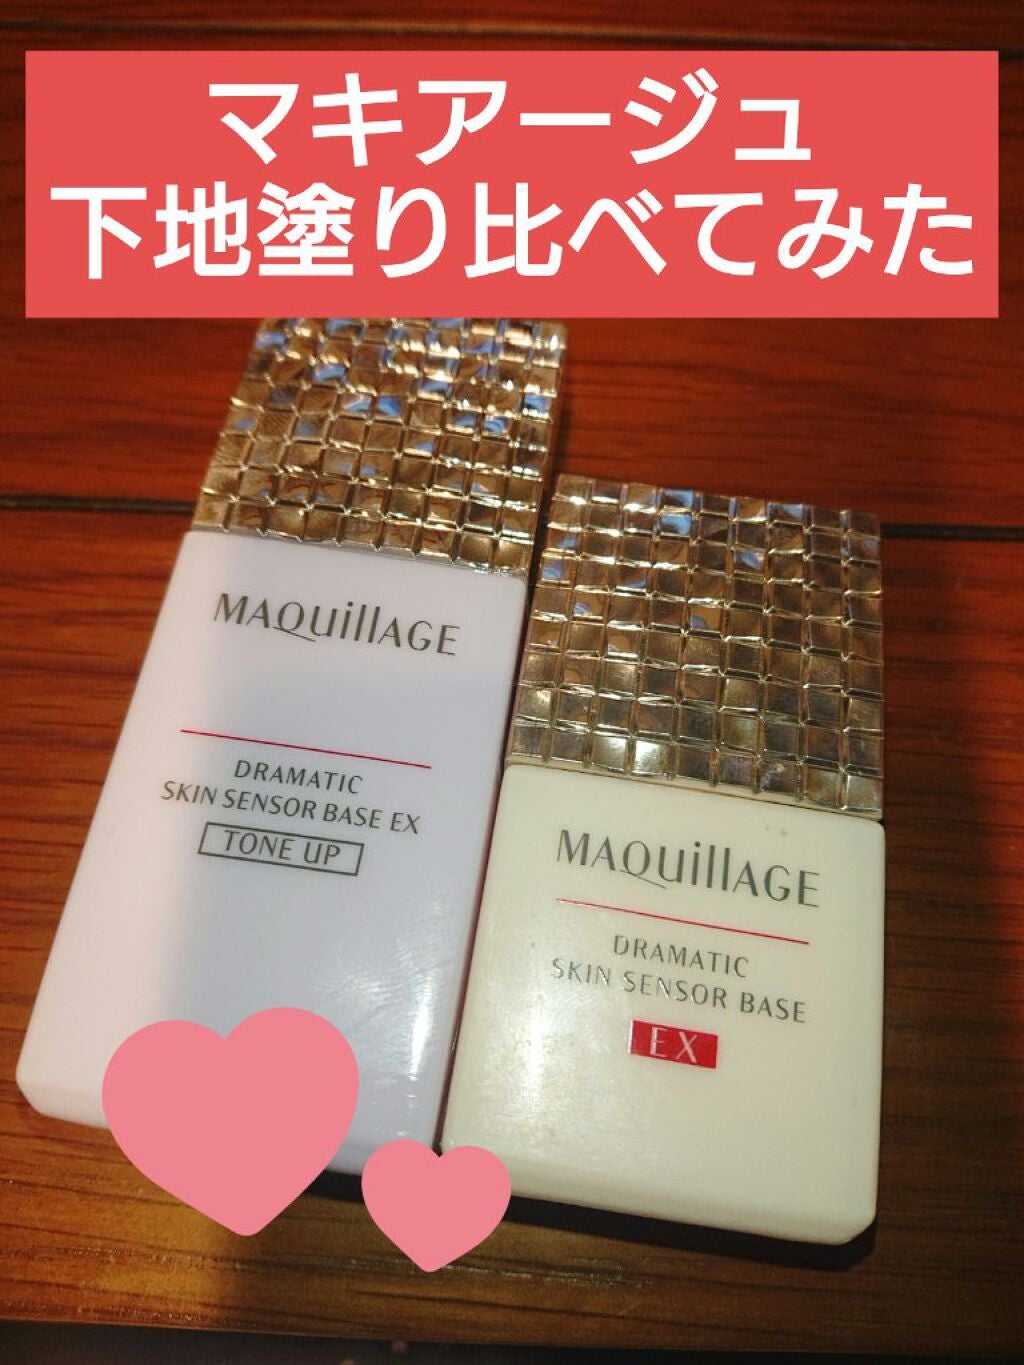 マキアージュ
下地塗り比べてみた
MAQuillAGE
DRAMATIC
SKIN SENSOR BASE EX
TONE UP
MAQuillAGE
DRAMATIC
SKIN SENSOR BASE
EX